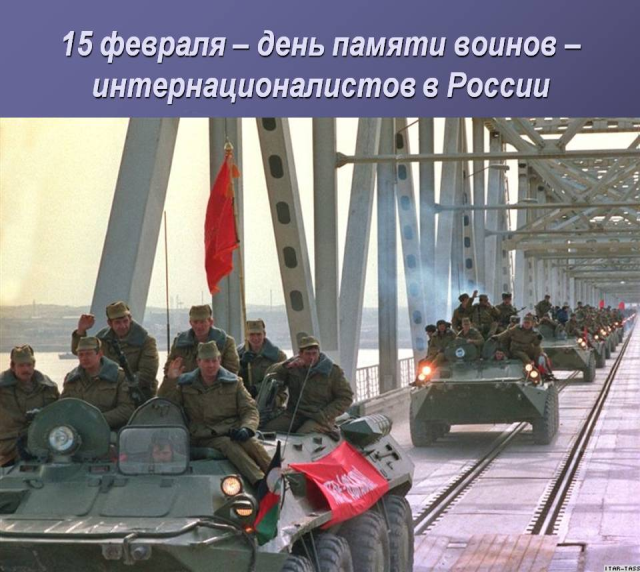 15 февраля – день памяти воинов –
интернационалистов в России
ITAR-TASS